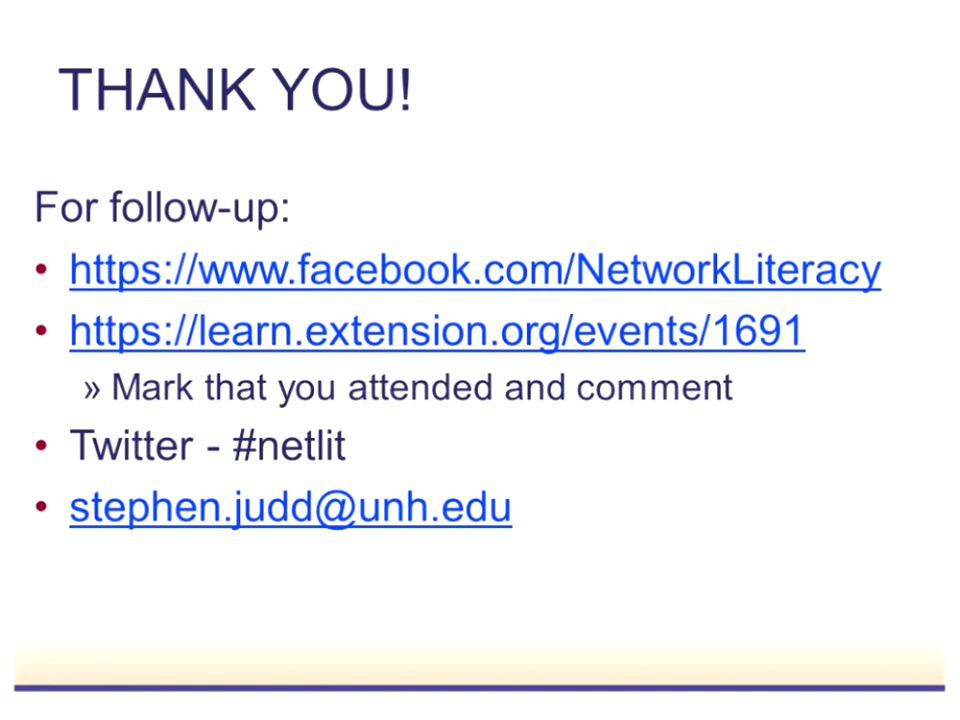 THANK YOU!
For follow-up:
• https://www.facebook.com/NetworkLiteracy
• https://learn.extension.org/events/1691
» Mark that you attended and comment
• Twitter - #netlit
• stephen.judd@unh.edu